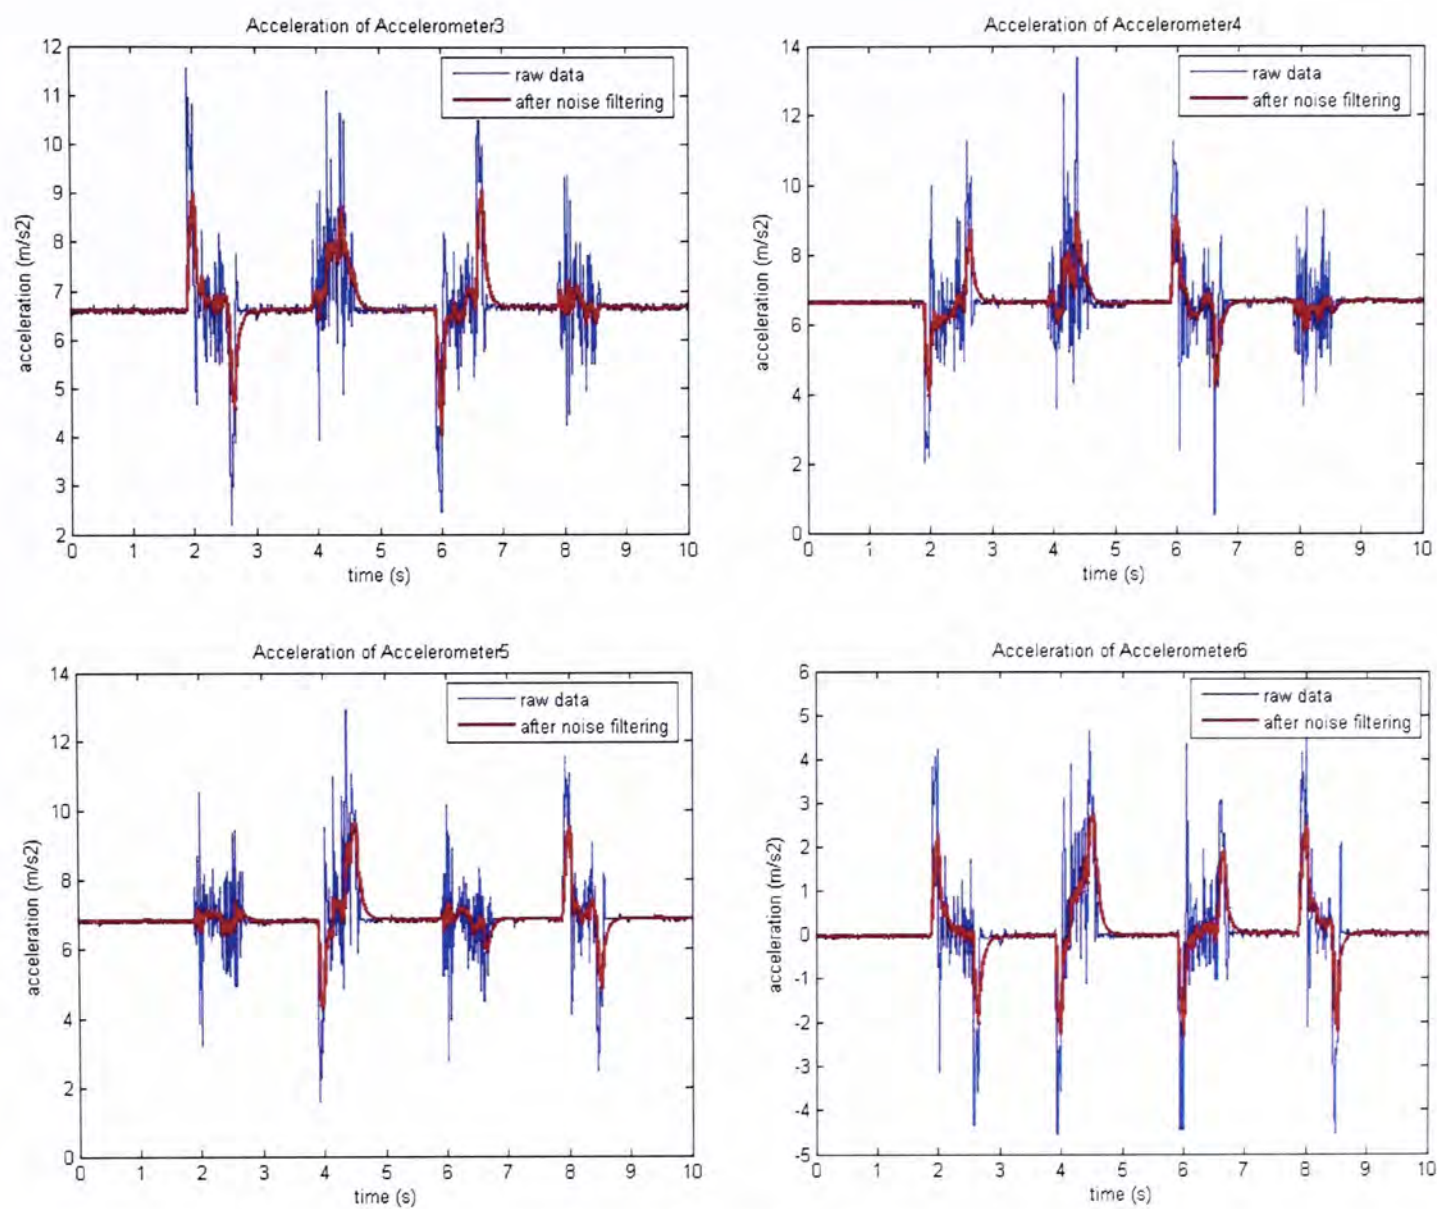 Acceleration of Accelerometer3
12
11
10
9
8
7
6
5
4
3
2
acceleration (m/s2)
raw data
after noise filtering
0 1 2 3 4 5 6 7 8 9 10
time (s)
Acceleration of Accelerometer4
14
12
10
8
6
4
2
0
acceleration (m/s2)
raw data
after noise filtering
0 1 2 3 4 5 6 7 8 9 10
time (s)
Acceleration of Accelerometer5
14
12
10
8
6
4
2
0
acceleration (m/s2)
raw data
after noise filtering
0 1 2 3 4 5 6 7 8 9 10
time (s)
Acceleration of Accelerometer6
6
5
4
3
2
1
0
-1
-2
-3
-4
-5
acceleration (m/s2)
raw data
after noise filtering
0 1 2 3 4 5 6 7 8 9 10
time (s)